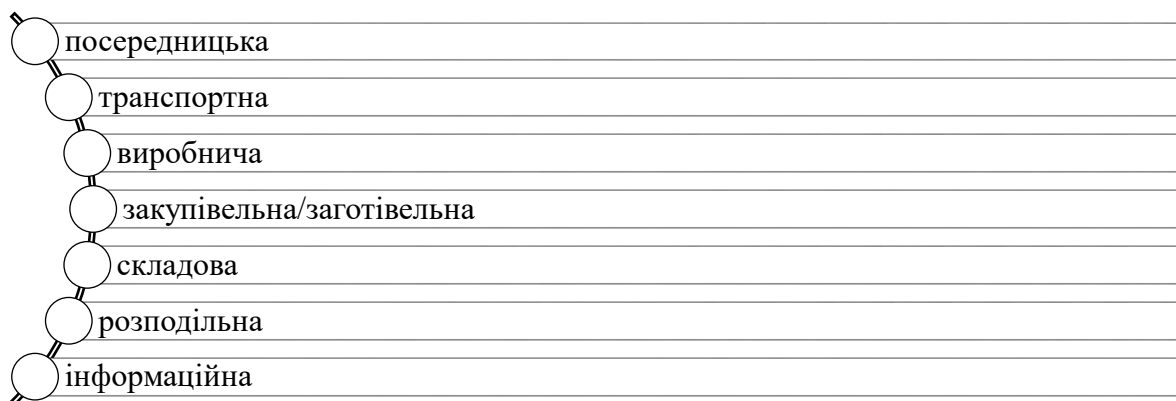 посередницька
транспортна
виробнича
закупівельна/заготівельна
складова
розподільна
інформаційна